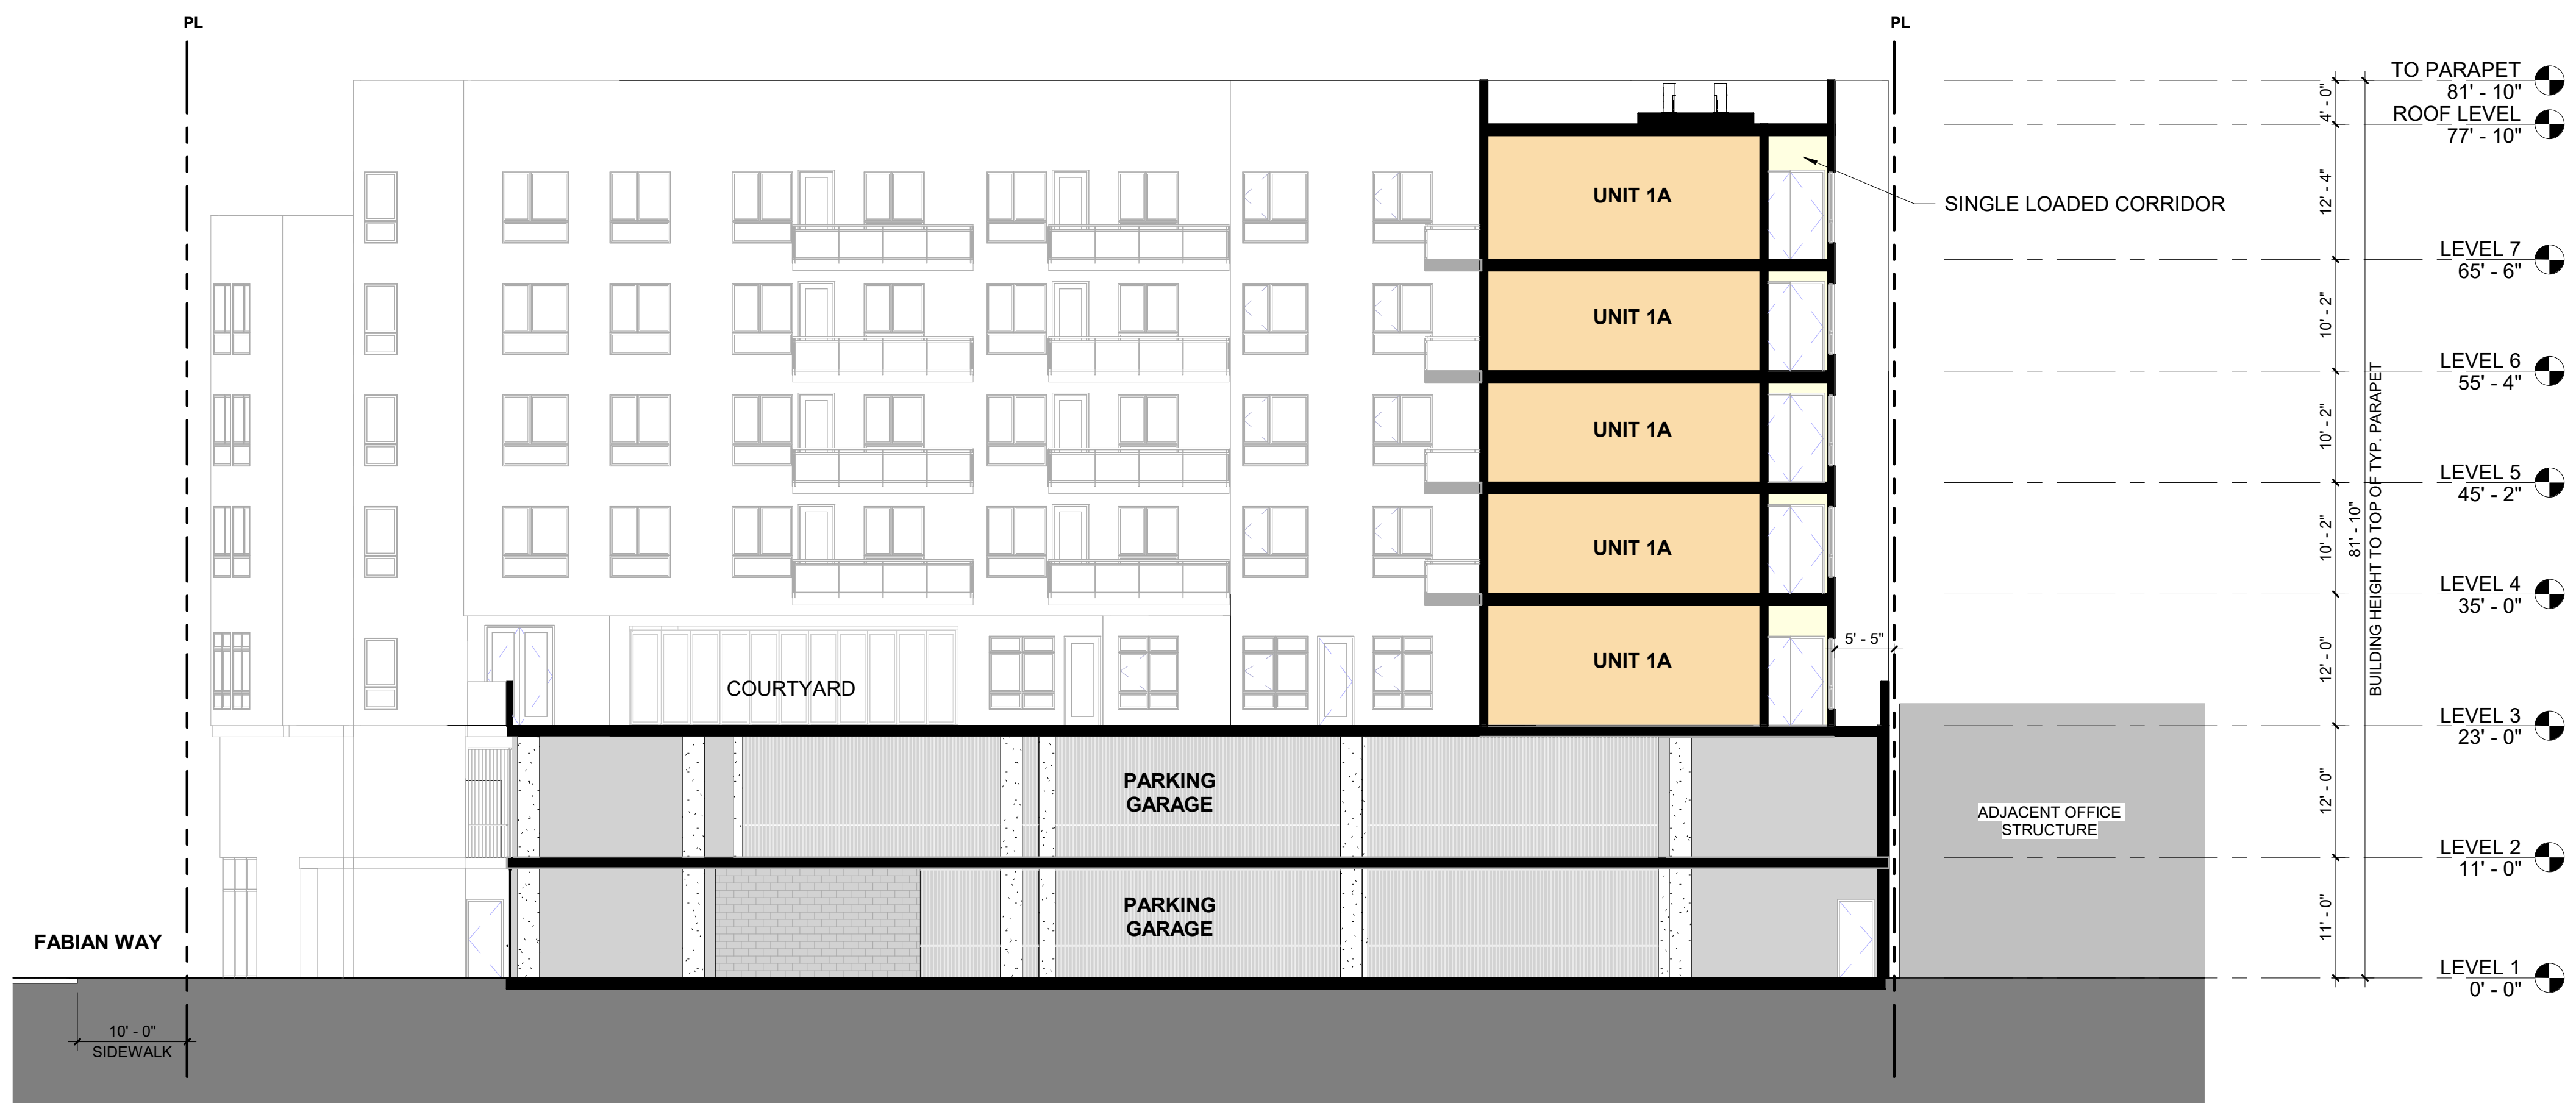 PL
PL
TO PARAPET
81' - 10"
ROOF LEVEL
77' - 10"
4' - 0"
12' - 4"
UNIT 1A
SINGLE LOADED CORRIDOR
LEVEL 7
65' - 6"
10' - 2"
UNIT 1A
LEVEL 6
55' - 4"
10' - 2"
UNIT 1A
LEVEL 5
45' - 2"
10' - 2"
UNIT 1A
81' - 10"
BUILDING HEIGHT TO TOP OF TYP. PARAPET
LEVEL 4
35' - 0"
5' - 5"
12' - 0"
UNIT 1A
COURTYARD
LEVEL 3
23' - 0"
PARKING
GARAGE
12' - 0"
ADJACENT OFFICE
STRUCTURE
LEVEL 2
11' - 0"
PARKING
GARAGE
11' - 0"
FABIAN WAY
LEVEL 1
0' - 0"
10' - 0"
SIDEWALK